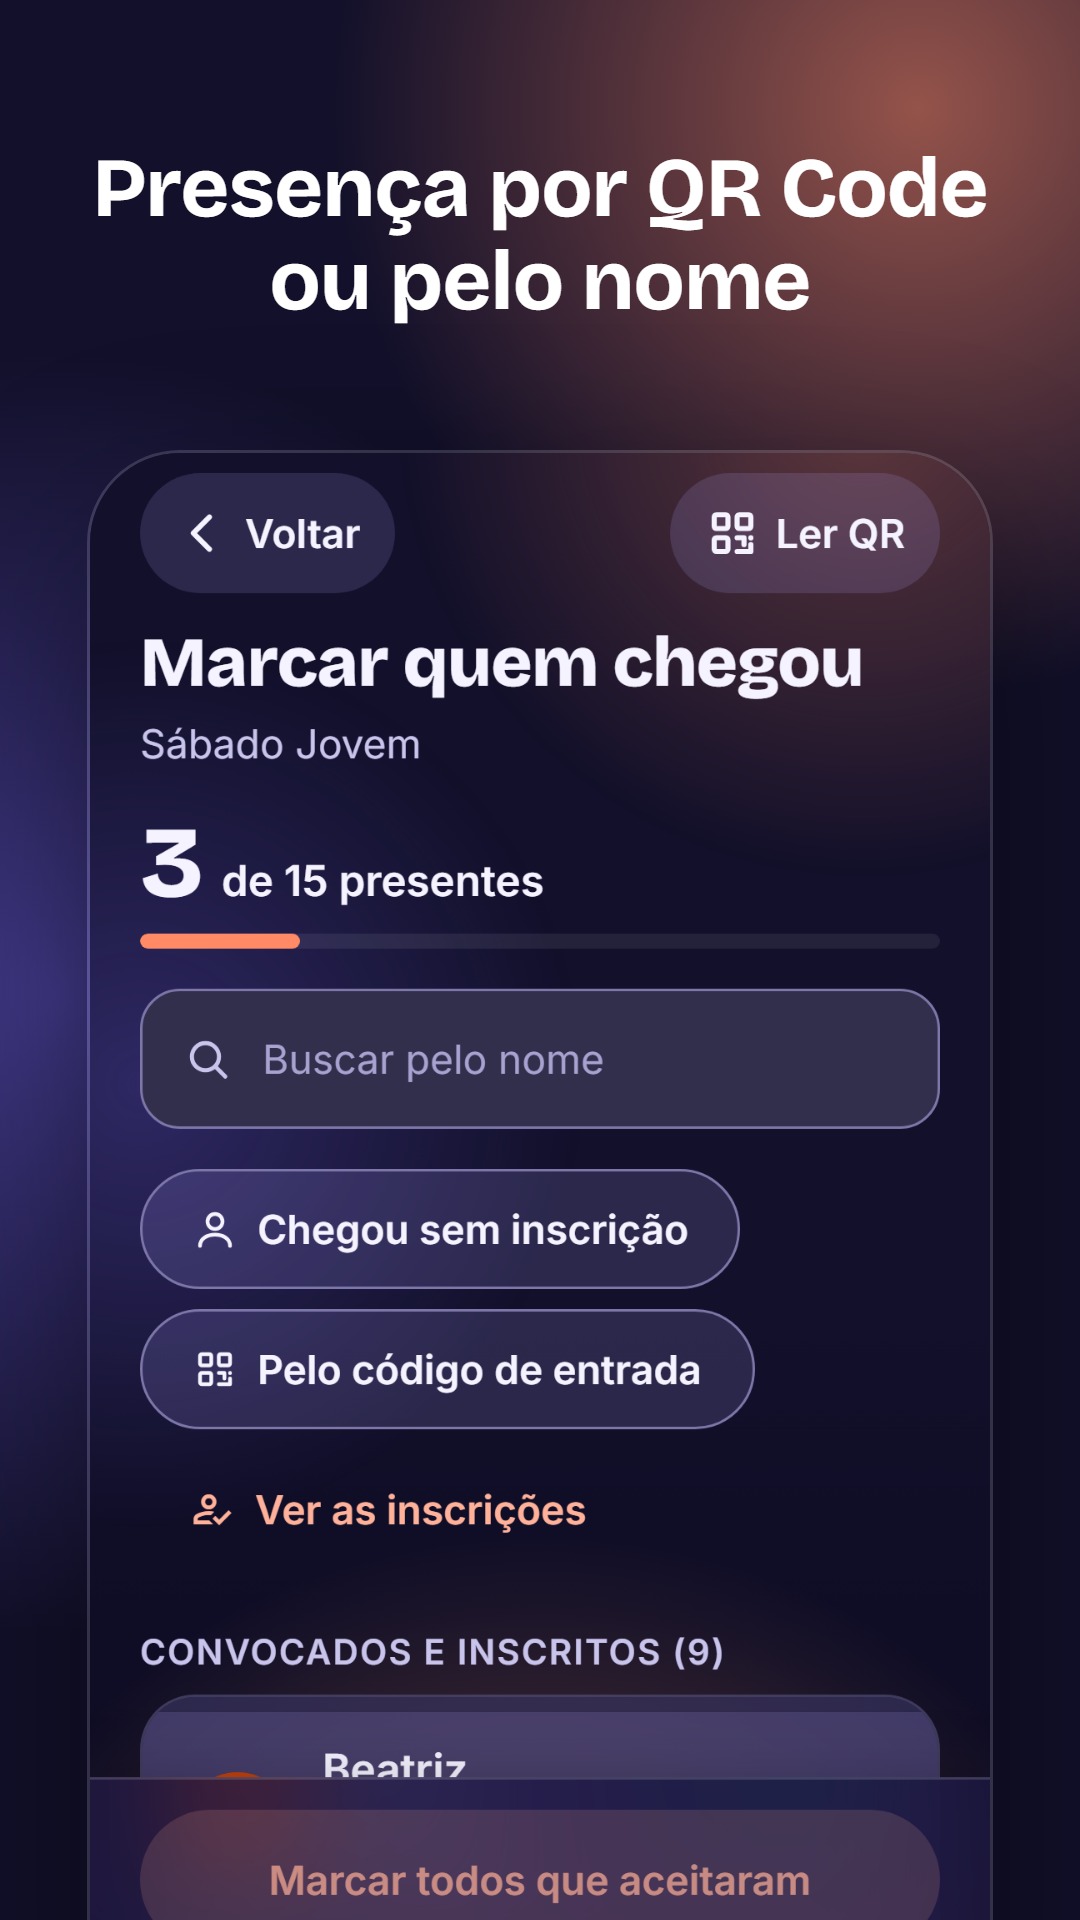 Presença por QR Code
ou pelo nome
Voltar
Ler QR
Marcar quem chegou
Sábado Jovem
3 de 15 presentes
Buscar pelo nome
Chegou sem inscrição
Pelo código de entrada
Ver as inscrições
CONVOCADOS E INSCRITOS (9)
Beatriz
Marcar todos que aceitaram